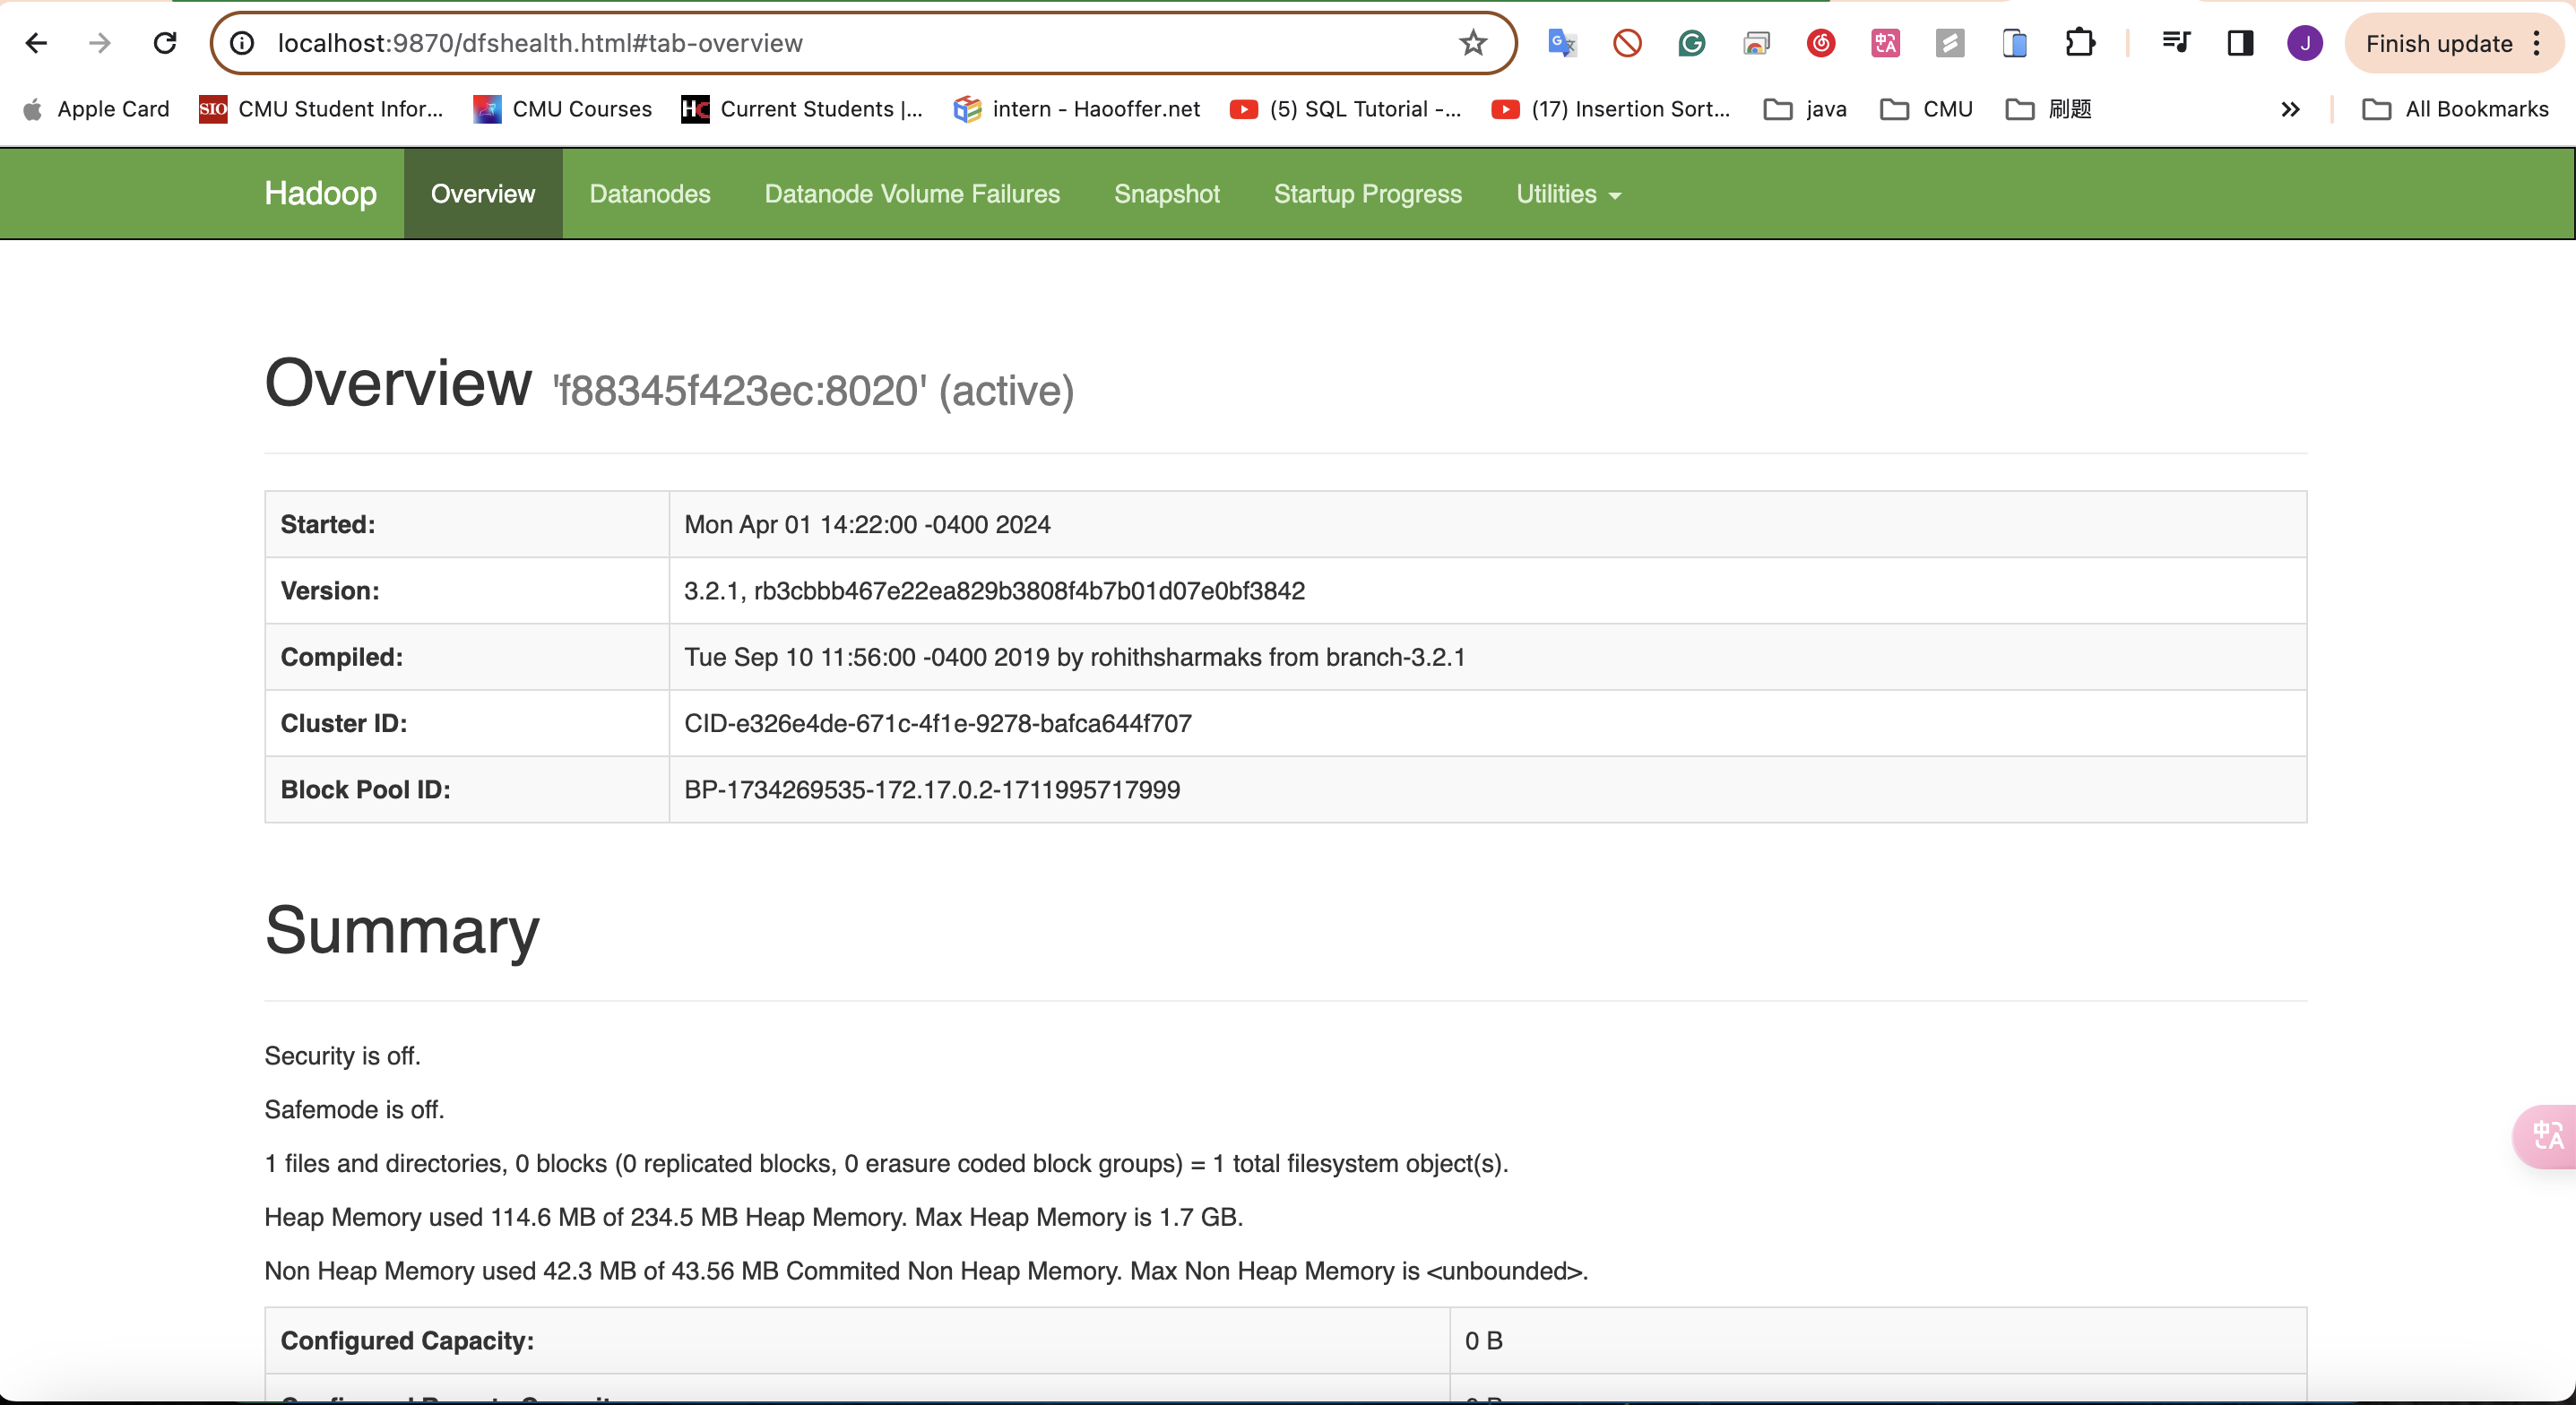 localhost:9870/dfshealth.html#tab-overview
J
Finish update
Apple Card
SIO CMU Student Infor...
CMU Courses
HC Current Students |...
intern - Haooffer.net
(5) SQL Tutorial -...
(17) Insertion Sort...
java
CMU
刷题
All Bookmarks
Hadoop
Overview
Datanodes
Datanode Volume Failures
Snapshot
Startup Progress
Utilities
Overview 'f88345f423ec:8020' (active)
Started: Mon Apr 01 14:22:00 -0400 2024
Version: 3.2.1, rb3cbbb467e22ea829b3808f4b7b01d07e0bf3842
Compiled: Tue Sep 10 11:56:00 -0400 2019 by rohithsharmaks from branch-3.2.1
Cluster ID: CID-e326e4de-671c-4f1e-9278-bafca644f707
Block Pool ID: BP-1734269535-172.17.0.2-1711995717999
Summary
Security is off.
Safemode is off.
1 files and directories, 0 blocks (0 replicated blocks, 0 erasure coded block groups) = 1 total filesystem object(s).
Heap Memory used 114.6 MB of 234.5 MB Heap Memory. Max Heap Memory is 1.7 GB.
Non Heap Memory used 42.3 MB of 43.56 MB Commited Non Heap Memory. Max Non Heap Memory is <unbounded>.
Configured Capacity: 0 B